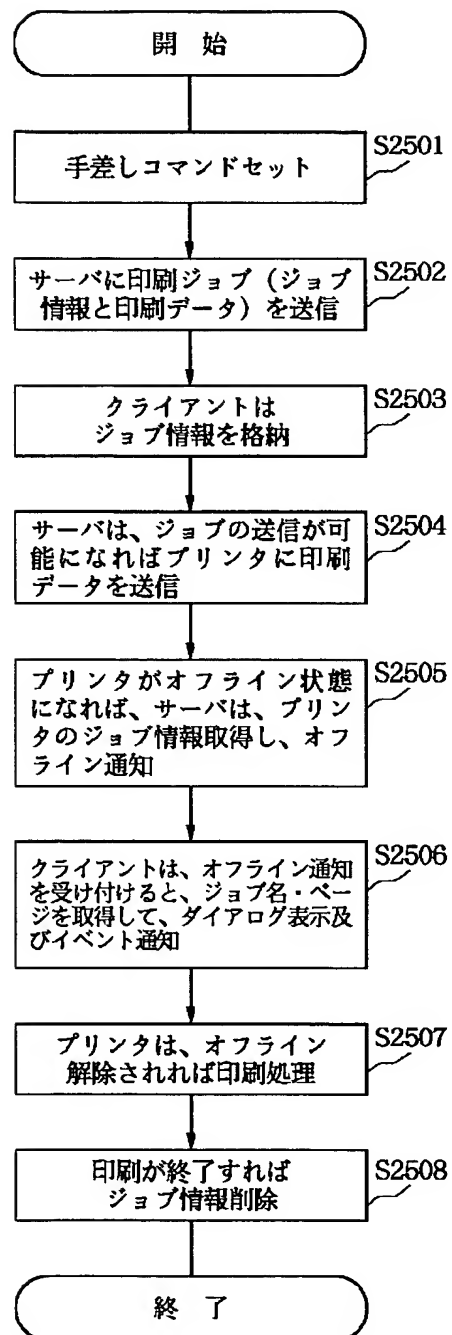 開 始
S2501
手差しコマンドセット
S2502
サーバに印刷ジョブ（ジョブ
情報と印刷データ）を送信
S2503
クライアントは
ジョブ情報を格納
S2504
サーバは、ジョブの送信が可
能になればプリンタに印刷
データを送信
S2505
プリンタがオフライン状態
になれば、サーバは、プリン
タのジョブ情報取得し、オフ
ライン通知
S2506
クライアントは、オフライン通知
を受け付けると、ジョブ名・ペー
ジを取得して、ダイアログ表示及
びイベント通知
S2507
プリンタは、オフライン
解除されれば印刷処理
S2508
印刷が終了すれば
ジョブ情報削除
終 了